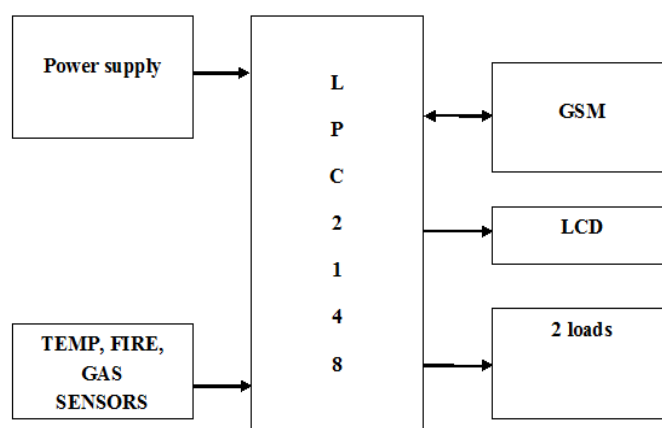 Power supply
L
P
C
2
1
4
8
GSM
LCD
2 loads
TEMP, FIRE,
GAS
SENSORS